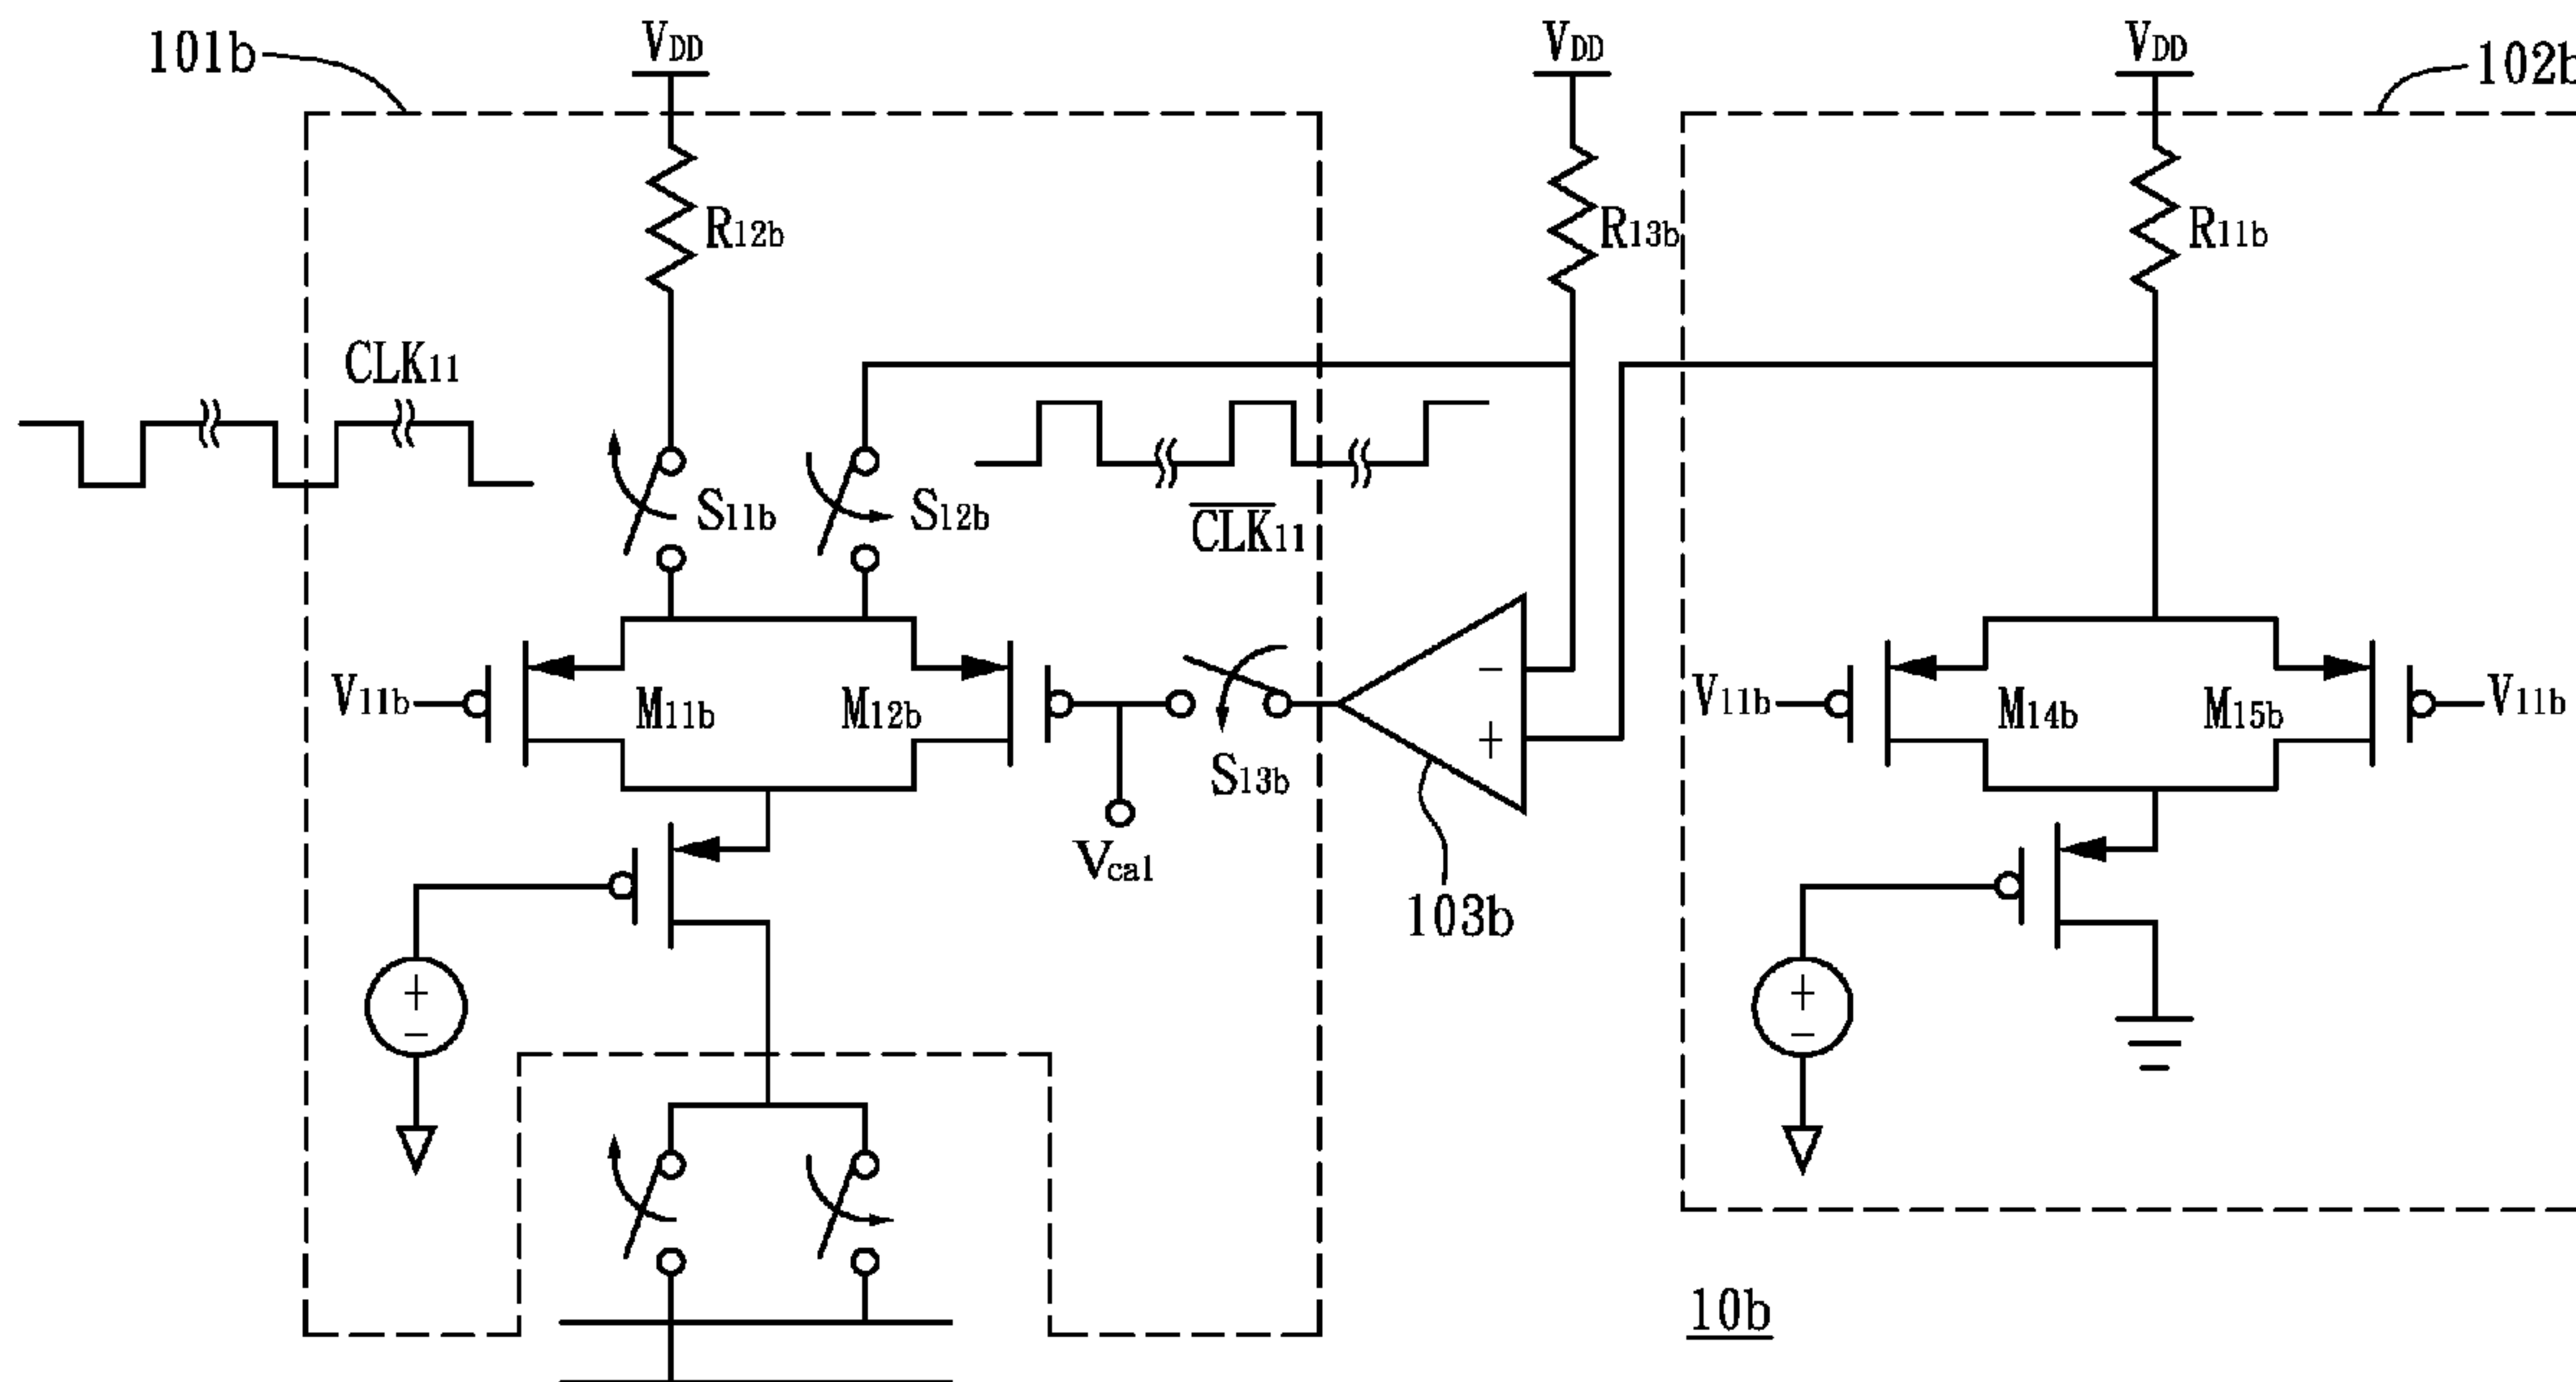 101b
VDD
VDD
VDD
102b
R12b
R13b
R11b
CLK11
S11b
S12b
CLK11
V11b
M11b
M12b
S13b
−
+
V11b
M14b
M15b
V11b
Vcal
103b
+
−
+
−
10b